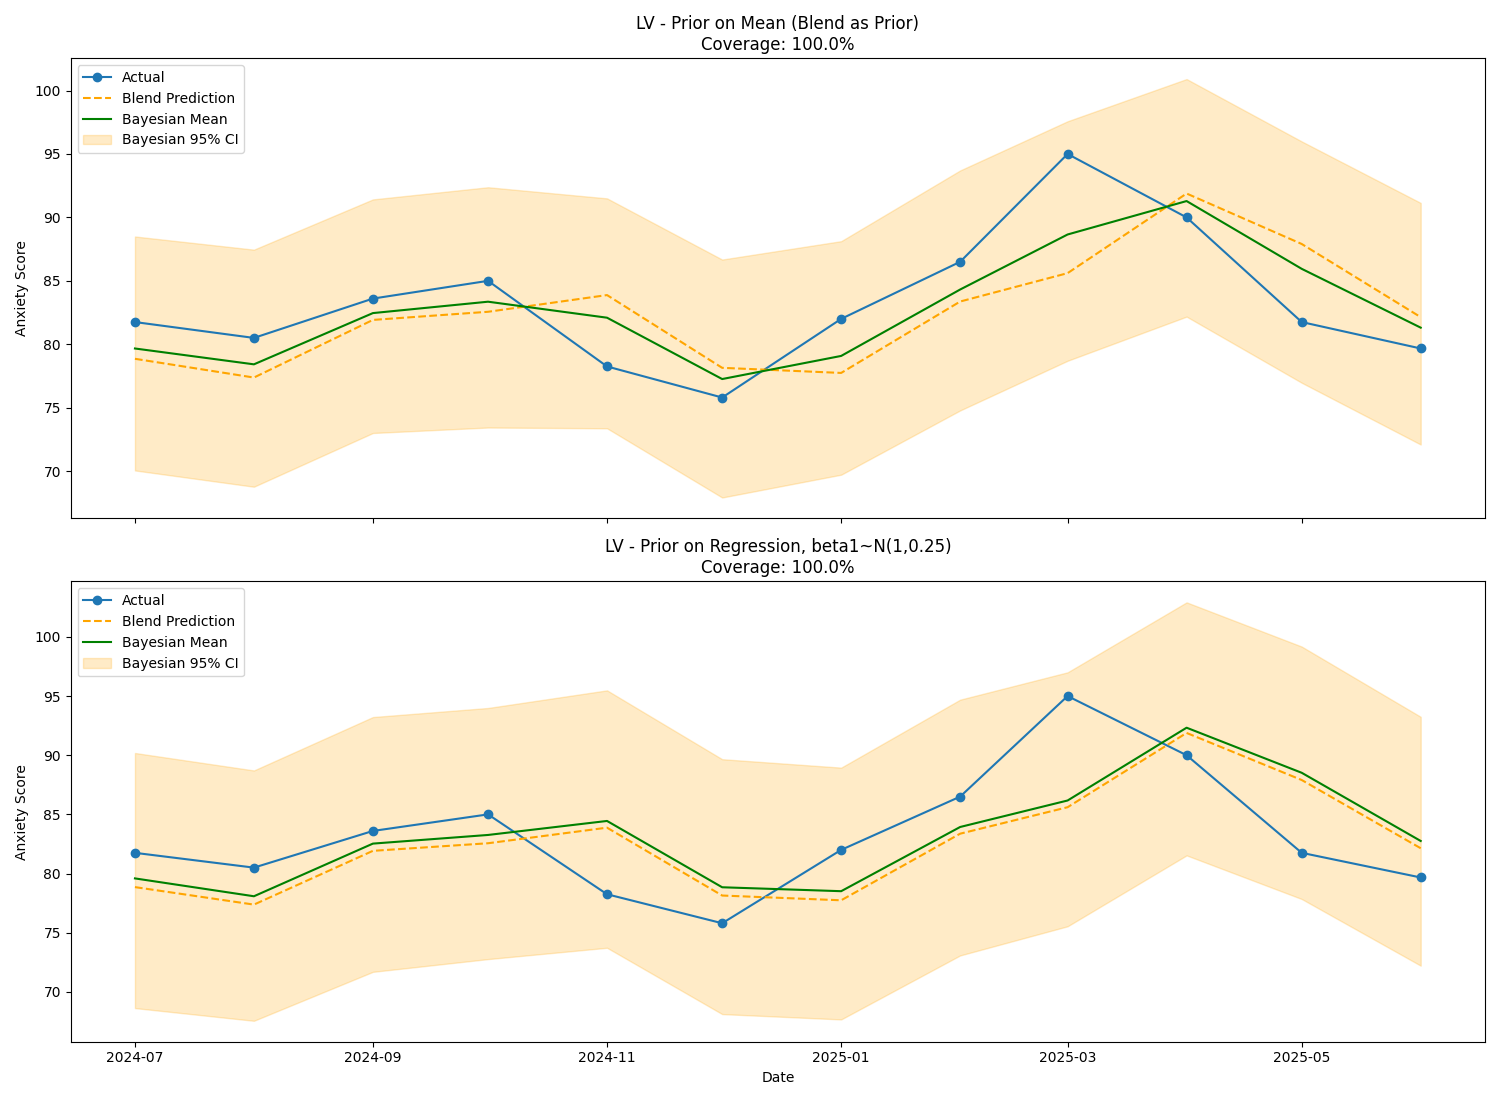 LV - Prior on Mean (Blend as Prior)
Coverage: 100.0%
Actual
Blend Prediction
Bayesian Mean
Bayesian 95% CI
Anxiety Score
100
95
90
85
80
75
70
LV - Prior on Regression, beta1~N(1,0.25)
Coverage: 100.0%
Actual
Blend Prediction
Bayesian Mean
Bayesian 95% CI
Anxiety Score
100
95
90
85
80
75
70
2024-07 2024-09 2024-11 2025-01 2025-03 2025-05
Date